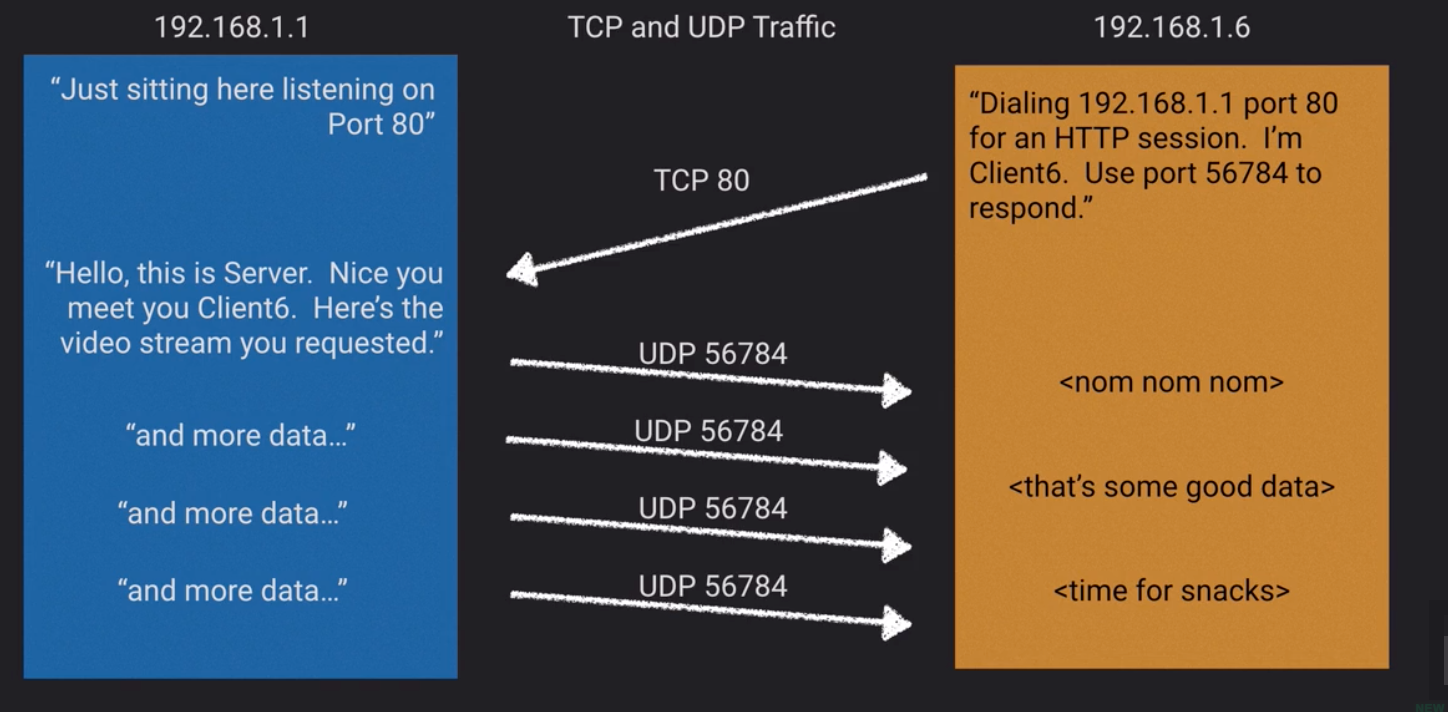 192.168.1.1
TCP and UDP Traffic
192.168.1.6
“Just sitting here listening on
Port 80”
“Dialing 192.168.1.1 port 80
for an HTTP session.  I’m
Client6.  Use port 56784 to
respond.”
TCP 80
“Hello, this is Server.  Nice you
meet you Client6.  Here’s the
video stream you requested.”
UDP 56784
<nom nom nom>
“and more data…”
UDP 56784
<that’s some good data>
“and more data…”
UDP 56784
“and more data…”
UDP 56784
<time for snacks>
NEW